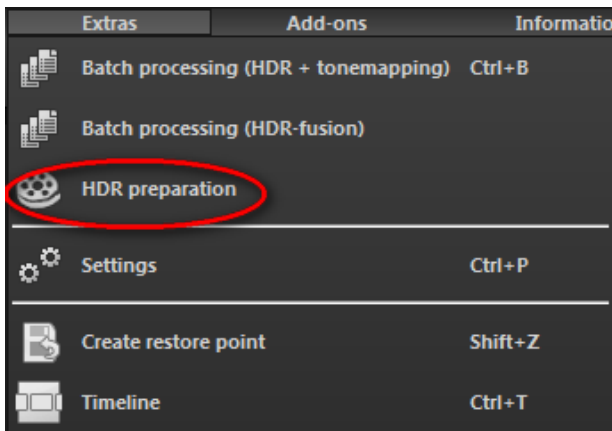 Extras Add-ons Informatio
Batch processing (HDR + tonemapping) Ctrl+B
Batch processing (HDR-fusion)
HDR preparation
Settings Ctrl+P
Create restore point Shift+Z
Timeline Ctrl+T